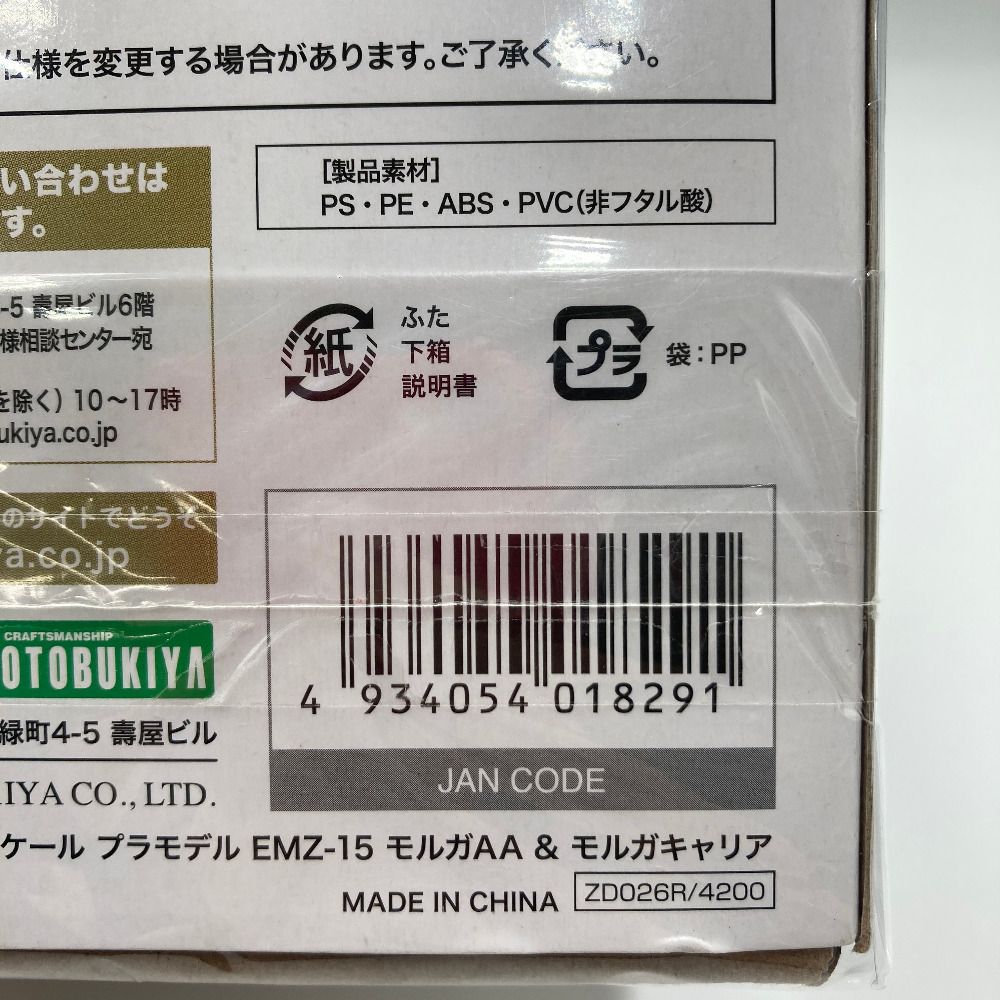 仕様を変更する場合があります。ご了承ください。
い合わせは
す。
[製品素材]
PS・PE・ABS・PVC(非フタル酸)
-5 壽屋ビル6階
様相談センター宛
を除く) 10〜17時
ukiya.co.jp
紙
ふた
下箱
説明書
プラ
袋:PP
のサイトでどうぞ
ya.co.jp
CRAFTSMANSHIP
OTOBUKIYA
緑町4-5 壽屋ビル
IYA CO., LTD.
4 934054 018291
JAN CODE
ケール プラモデル EMZ-15 モルガAA & モルガキャリア
MADE IN CHINA
ZD026R/4200